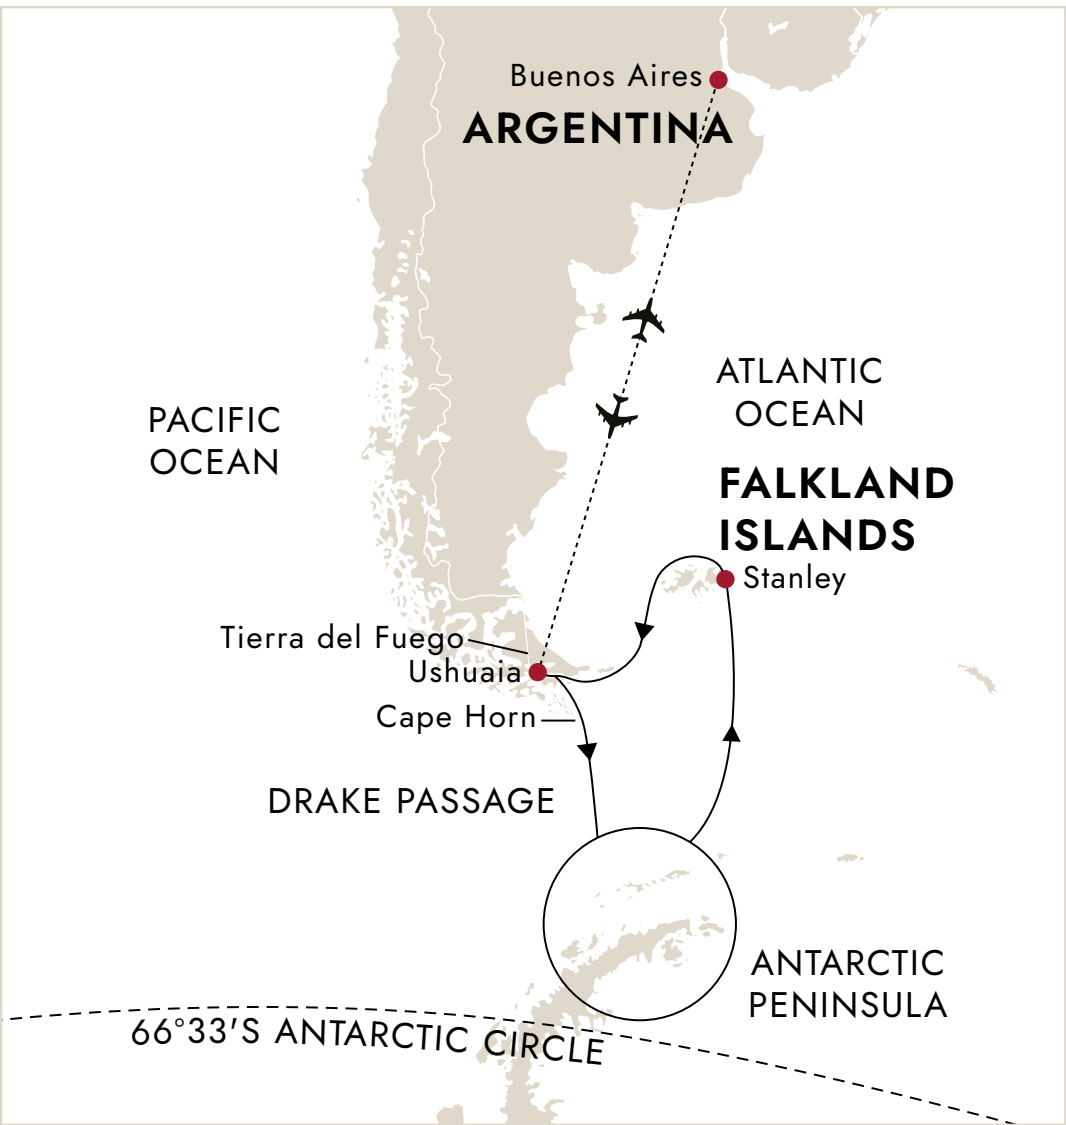 Buenos Aires
ARGENTINA
ATLANTIC
OCEAN
PACIFIC
OCEAN
FALKLAND
ISLANDS
Stanley
Tierra del Fuego
Ushuaia
Cape Horn
DRAKE PASSAGE
ANTARCTIC
PENINSULA
66°33'S ANTARCTIC CIRCLE